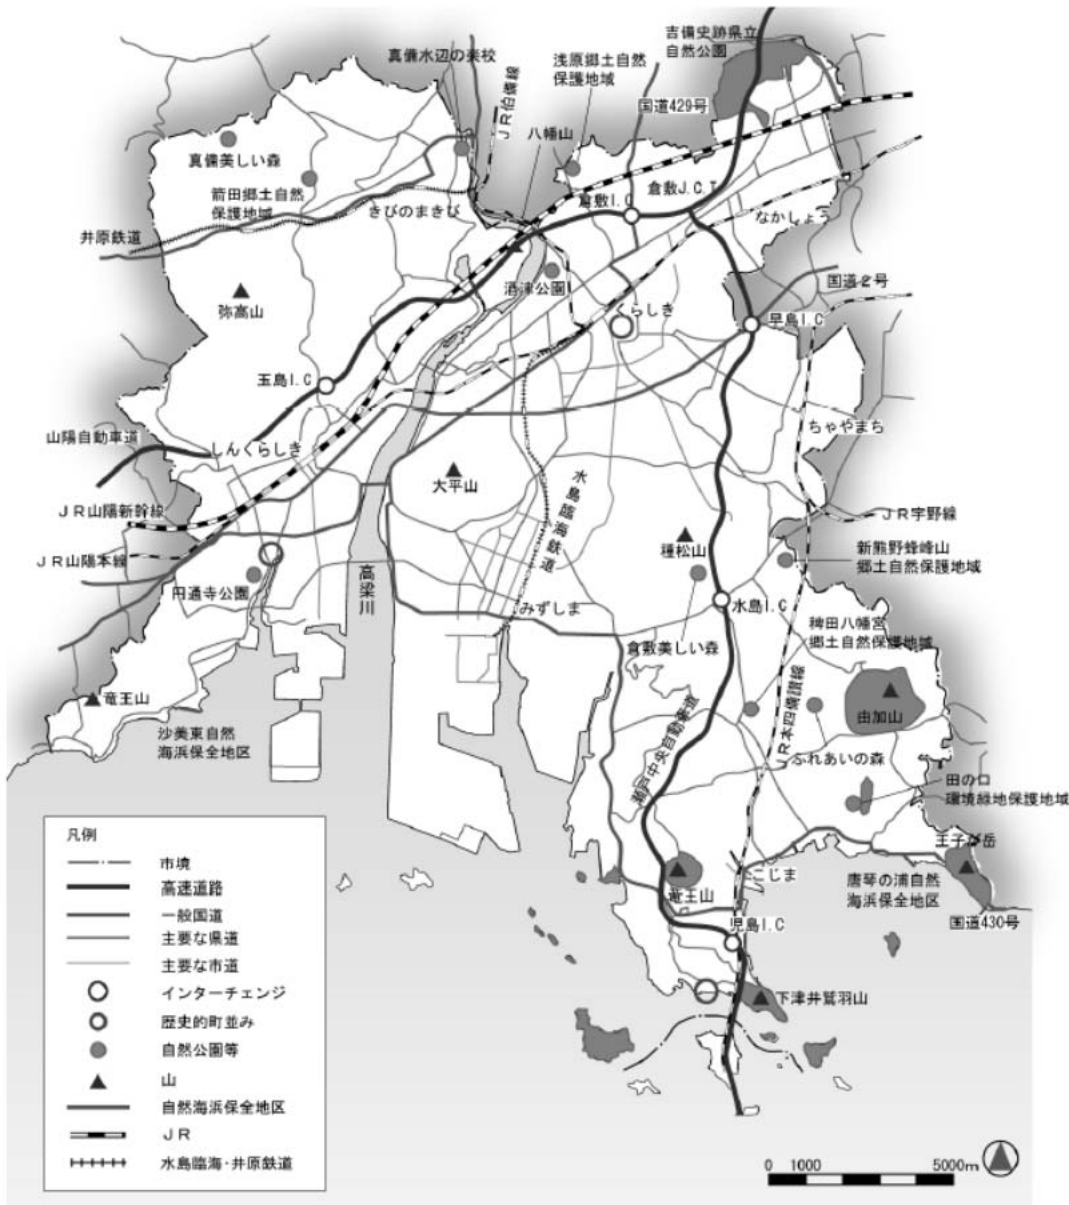 吉備史跡県立
自然公園
真備水辺の楽校
浅原郷土自然
保護地域
JR伯備線
国道429号
八幡山
真備美しい森
箭田郷土自然
保護地域
きびのまきび
倉敷J.C.T
倉敷I.C
なかしょう
井原鉄道
酒津公園
国道2号
弥高山
くらしき
早島I.C
玉島I.C
山陽自動車道
しんくらしき
ちゃやまち
大平山
水島臨海鉄道
JR山陽新幹線
JR宇野線
種松山
新熊野蜂峰山
郷土自然保護地域
JR山陽本線
高梁川
円通寺公園
みずしま
水島I.C
稗田八幡宮
郷土自然保護地域
倉敷美しい森
竜王山
由加山
沙美東自然
海浜保全地区
JR本四備讃線
ふれあいの森
瀬戸中央自動車道
田の口
環境緑地保護地域
王子が岳
こじま
唐琴の浦自然
海浜保全地区
竜王山
国道430号
児島I.C
下津井鷲羽山
凡例
市境
高速道路
一般国道
主要な県道
主要な市道
インターチェンジ
歴史的町並み
自然公園等
山
自然海浜保全地区
JR
水島臨海・井原鉄道
0 1000 5000m